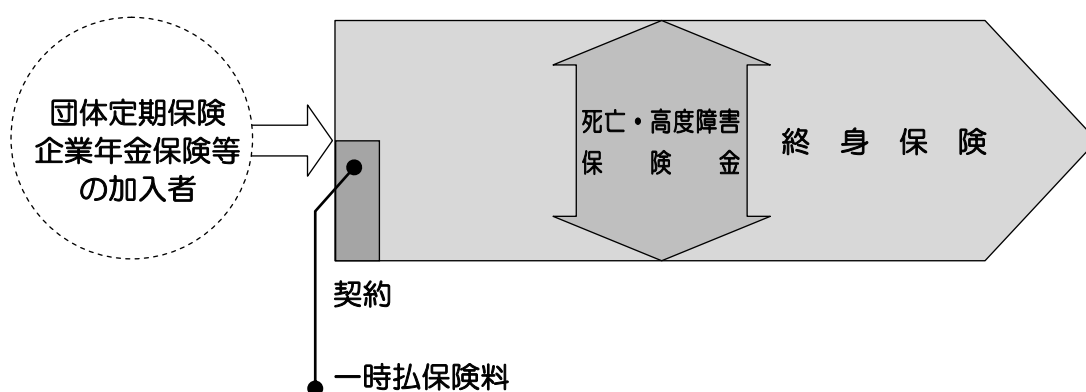 団体定期保険
企業年金保険等
の加入者
死亡・高度障害
保険金
終身保険
契約
一時払保険料